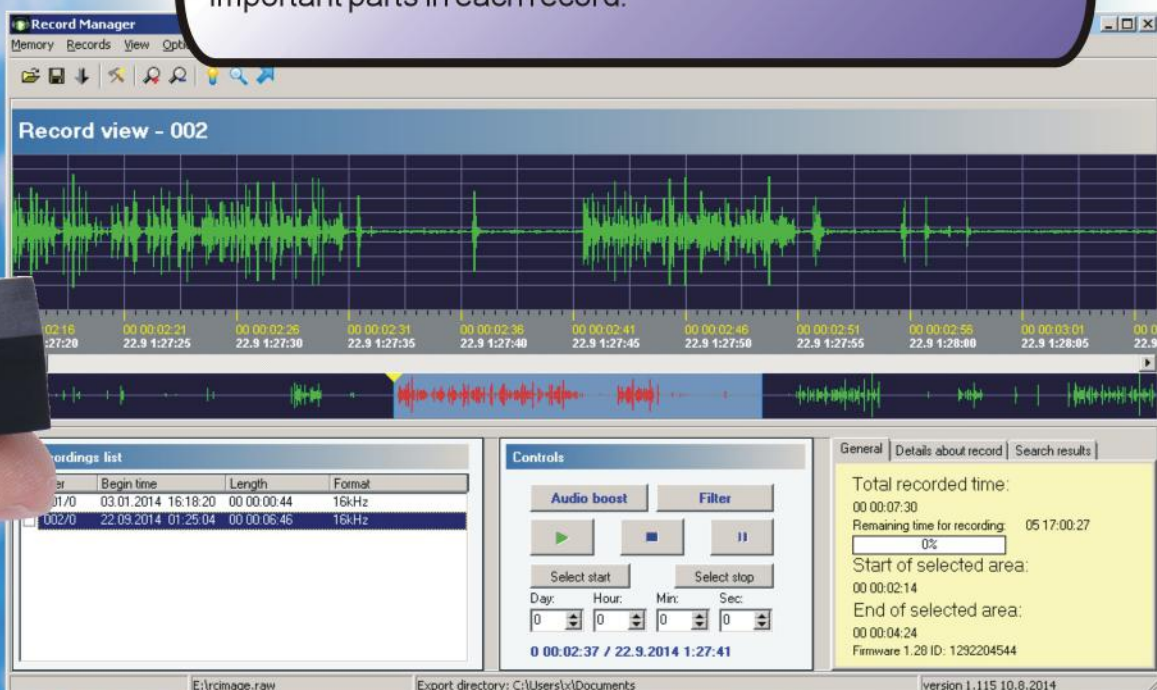 important parts in each record.
Record Manager
Memory Records View
Record view - 002
00 00:02:21 00 00:02:26 00 00:02:31 00 00:02:36 00 00:02:41 00 00:02:46 00 00:02:51 00 00:02:56 00 00:03:01
22.9 1:27:25 22.9 1:27:30 22.9 1:27:35 22.9 1:27:40 22.9 1:27:45 22.9 1:27:50 22.9 1:27:55 22.9 1:28:00 22.9 1:28:05
list
Begin time Length Format
03.01.2014 16:18:20 00 00:00:44 16kHz
002/0 22.09.2014 01:25:04 00 00:06:46 16kHz
Controls
Audio boost Filter
Select start Select stop
Day: Hour: Min: Sec:
0 0 0 0
0 00:02:37 / 22.9.2014 1:27:41
General Details about record Search results
Total recorded time:
00 00:07:30
Remaining time for recording: 05 17:00:27
0%
Start of selected area:
00 00:02:14
End of selected area:
00 00:04:24
Firmware 1.28 ID: 1292204544
E:\rcimage.raw Export directory: C:\Users\x\Documents version 1.115 10.8.2014